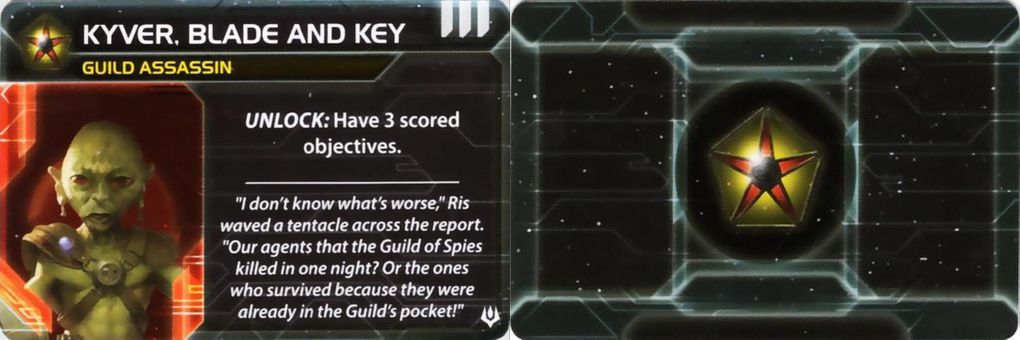 KYVER, BLADE AND KEY
GUILD ASSASSIN
UNLOCK: Have 3 scored
objectives.
"I don't know what's worse," Ris
waved a tentacle across the report.
"Our agents that the Guild of Spies
killed in one night? Or the ones
who survived because they were
already in the Guild's pocket!"